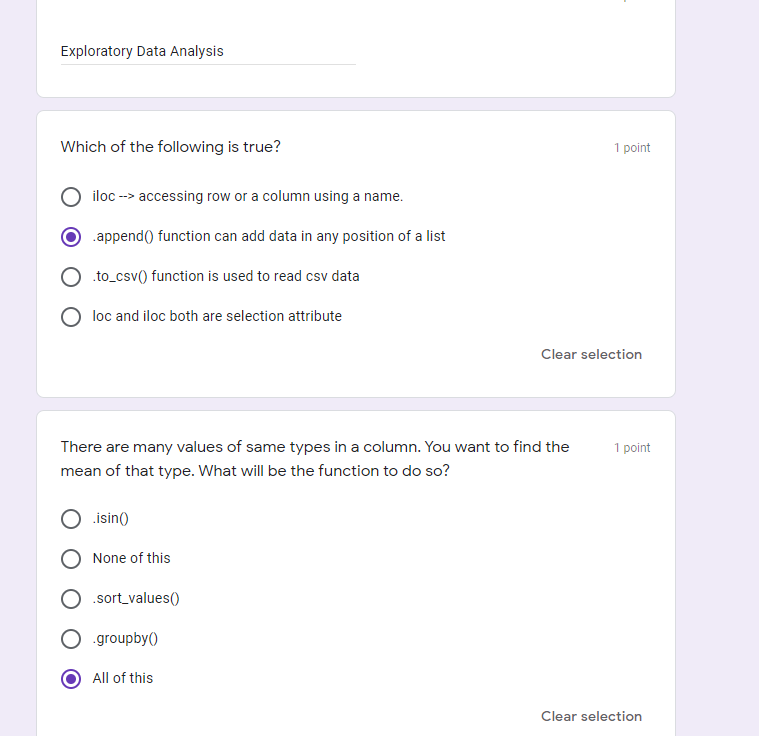 Exploratory Data Analysis
Which of the following is true?
1 point
iloc --> accessing row or a column using a name.
.append() function can add data in any position of a list
.to_csv() function is used to read csv data
loc and iloc both are selection attribute
Clear selection
There are many values of same types in a column. You want to find the
mean of that type. What will be the function to do so?
1 point
.isin()
None of this
.sort_values()
.groupby()
All of this
Clear selection